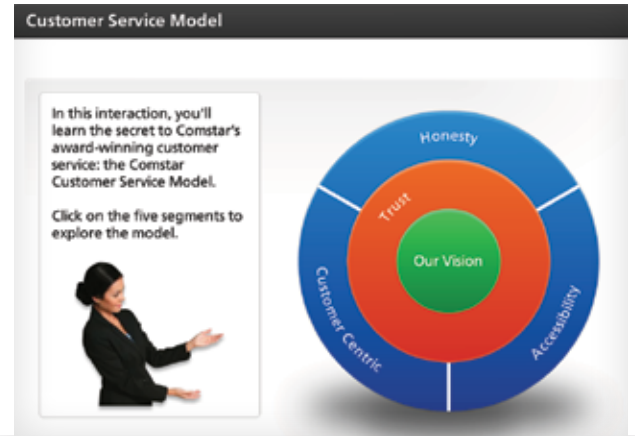 Customer Service Model
In this interaction, you'll
learn the secret to Comstar's
award-winning customer
service: the Comstar
Customer Service Model.
Click on the five segments to
explore the model.
Honesty
Trust
Our Vision
Customer Centric
Accessibility